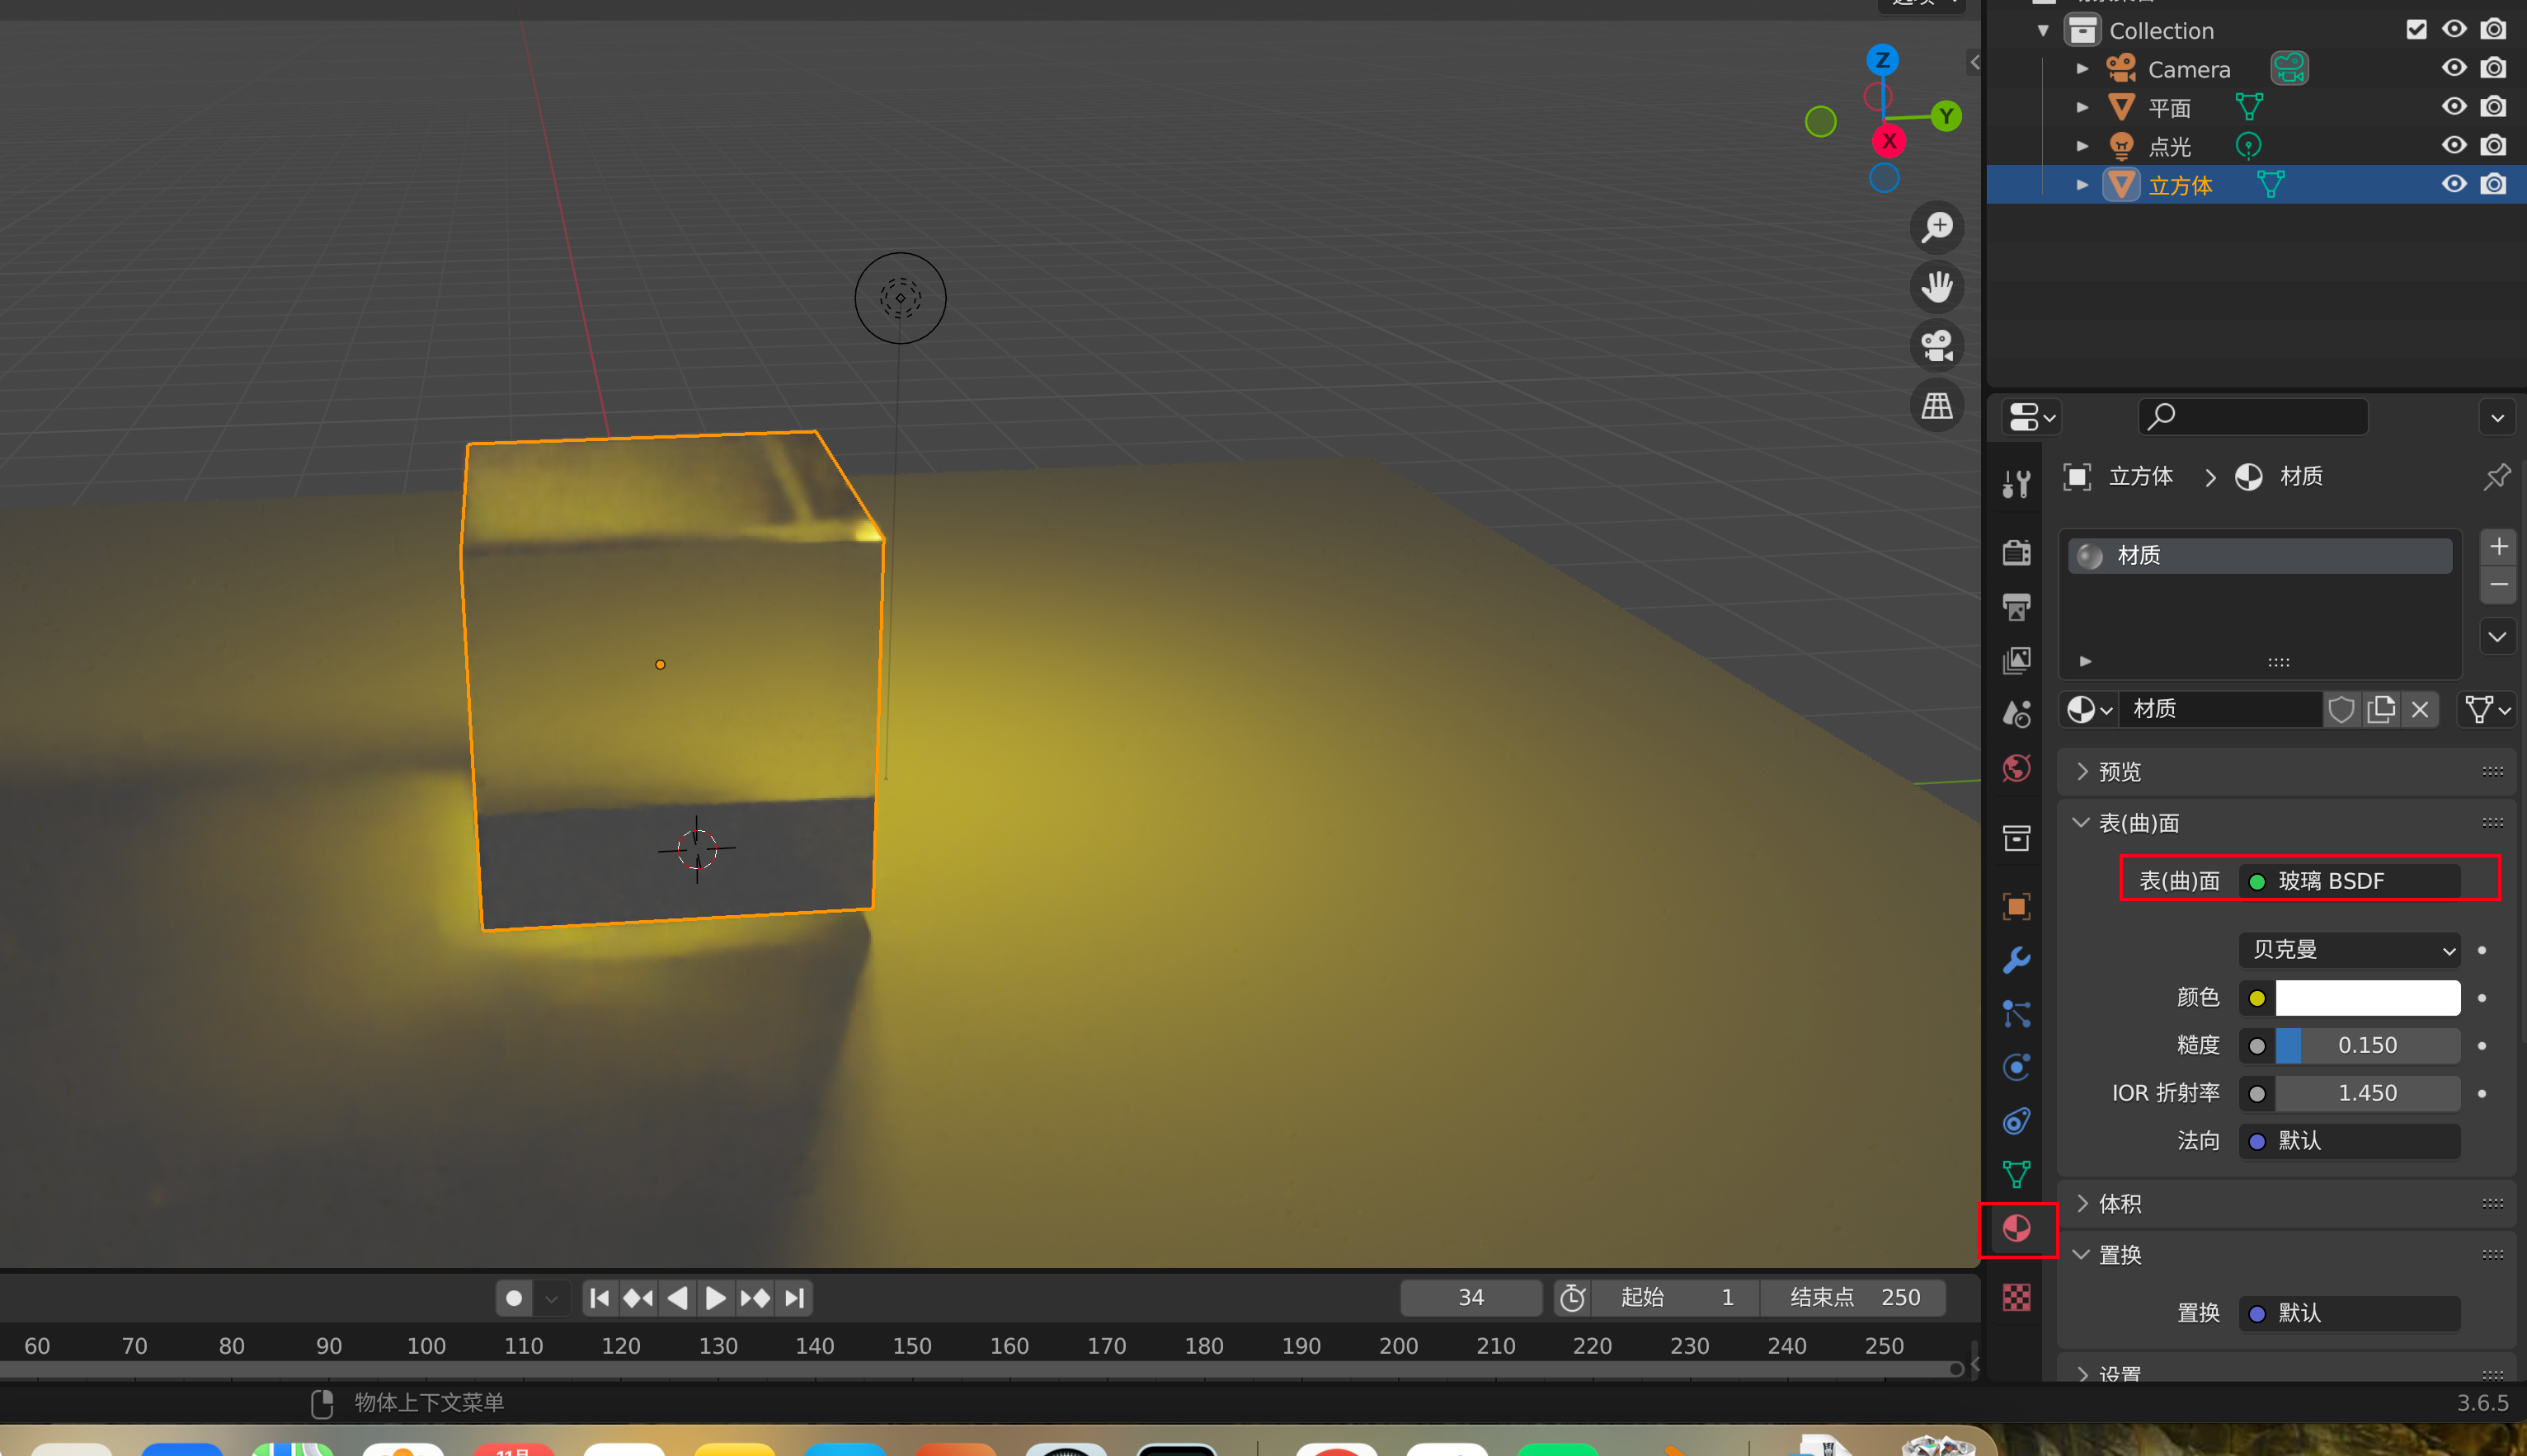 选项
Collection
Camera
平面
点光
立方体
Z
Y
X
立方体 > 材质
材质
材质
预览
表(曲)面
表(曲)面 玻璃 BSDF
贝克曼
颜色
糙度 0.150
IOR 折射率 1.450
法向 默认
体积
置换
置换 默认
设置
34 起始 1 结束点 250
60 70 80 90 100 110 120 130 140 150 160 170 180 190 200 210 220 230 240 250
物体上下文菜单
3.6.5
11月